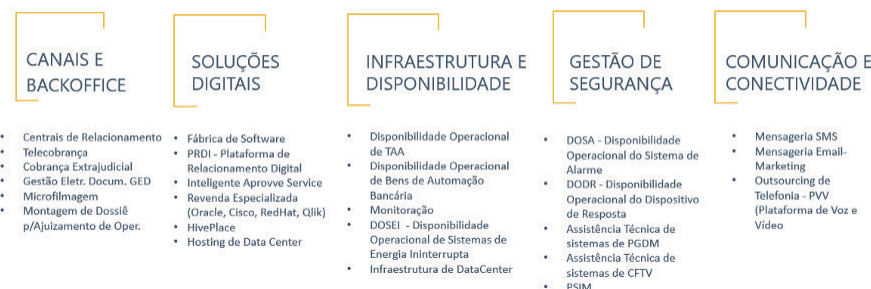 CANAIS E
BACKOFFICE
• Centrais de Relacionamento
• Telecobrança
• Cobrança Extrajudicial
• Gestão Eletr. Docum. GED
• Microfilmagem
• Montagem de Dossiê
p/Ajuizamento de Oper.
SOLUÇÕES
DIGITAIS
• Fábrica de Software
• PRDI - Plataforma de
Relacionamento Digital
• Inteligente Aprovve Service
• Revenda Especializada
(Oracle, Cisco, RedHat, Qlik)
• HivePlace
• Hosting de Data Center
INFRAESTRUTURA E
DISPONIBILIDADE
• Disponibilidade Operacional
de TAA
• Disponibilidade Operacional
de Bens de Automação
Bancária
• Monitoração
• DOSEI - Disponibilidade
Operacional de Sistemas de
Energia Ininterrupta
• Infraestrutura de DataCenter
GESTÃO DE
SEGURANÇA
• DOSA - Disponibilidade
Operacional do Sistema de
Alarme
• DODR - Disponibilidade
Operacional do Dispositivo
de Resposta
• Assistência Técnica de
sistemas de PGDM
• Assistência Técnica de
sistemas de CFTV
• PSIM
COMUNICAÇÃO E
CONECTIVIDADE
• Mensageria SMS
• Mensageria Email-
Marketing
• Outsourcing de
Telefonia - PVV
(Plataforma de Voz e
Vídeo